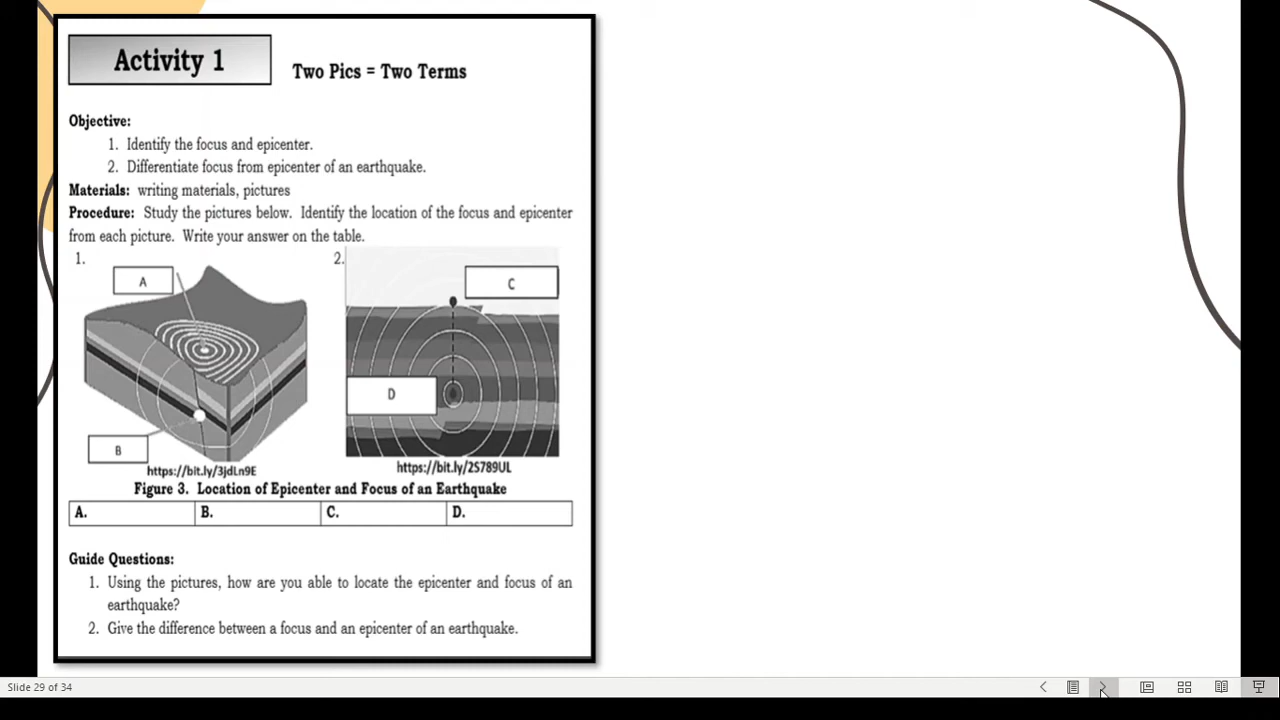 Activity 1
Two Pics = Two Terms
Objective:
1. Identify the focus and epicenter.
2. Differentiate focus from epicenter of an earthquake.
Materials: writing materials, pictures
Procedure: Study the pictures below. Identify the location of the focus and epicenter
from each picture. Write your answer on the table.
1.
2.
A
C
D
B
https://bit.ly/3jdLn9E
https://bit.ly/2S789UL
Figure 3. Location of Epicenter and Focus of an Earthquake
A. B. C. D.
Guide Questions:
1. Using the pictures, how are you able to locate the epicenter and focus of an
earthquake?
2. Give the difference between a focus and an epicenter of an earthquake.
Slide 29 of 34